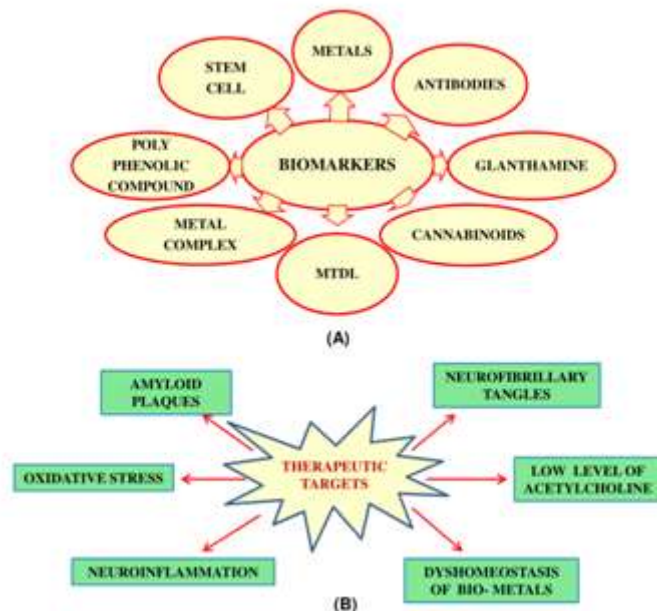 METALS
STEM
CELL
ANTIBODIES
POLY
PHENOLIC
COMPOUND
BIOMARKERS
GLANTHAMINE
METAL
COMPLEX
CANNABINOIDS
MTDL
(A)
AMYLOID
PLAQUES
NEUROFIBRILLARY
TANGLES
THERAPEUTIC
TARGETS
OXIDATIVE STRESS
LOW LEVEL OF
ACETYLCHOLINE
NEUROINFLAMMATION
DYSHOMEOSTASIS
OF BIO- METALS
(B)